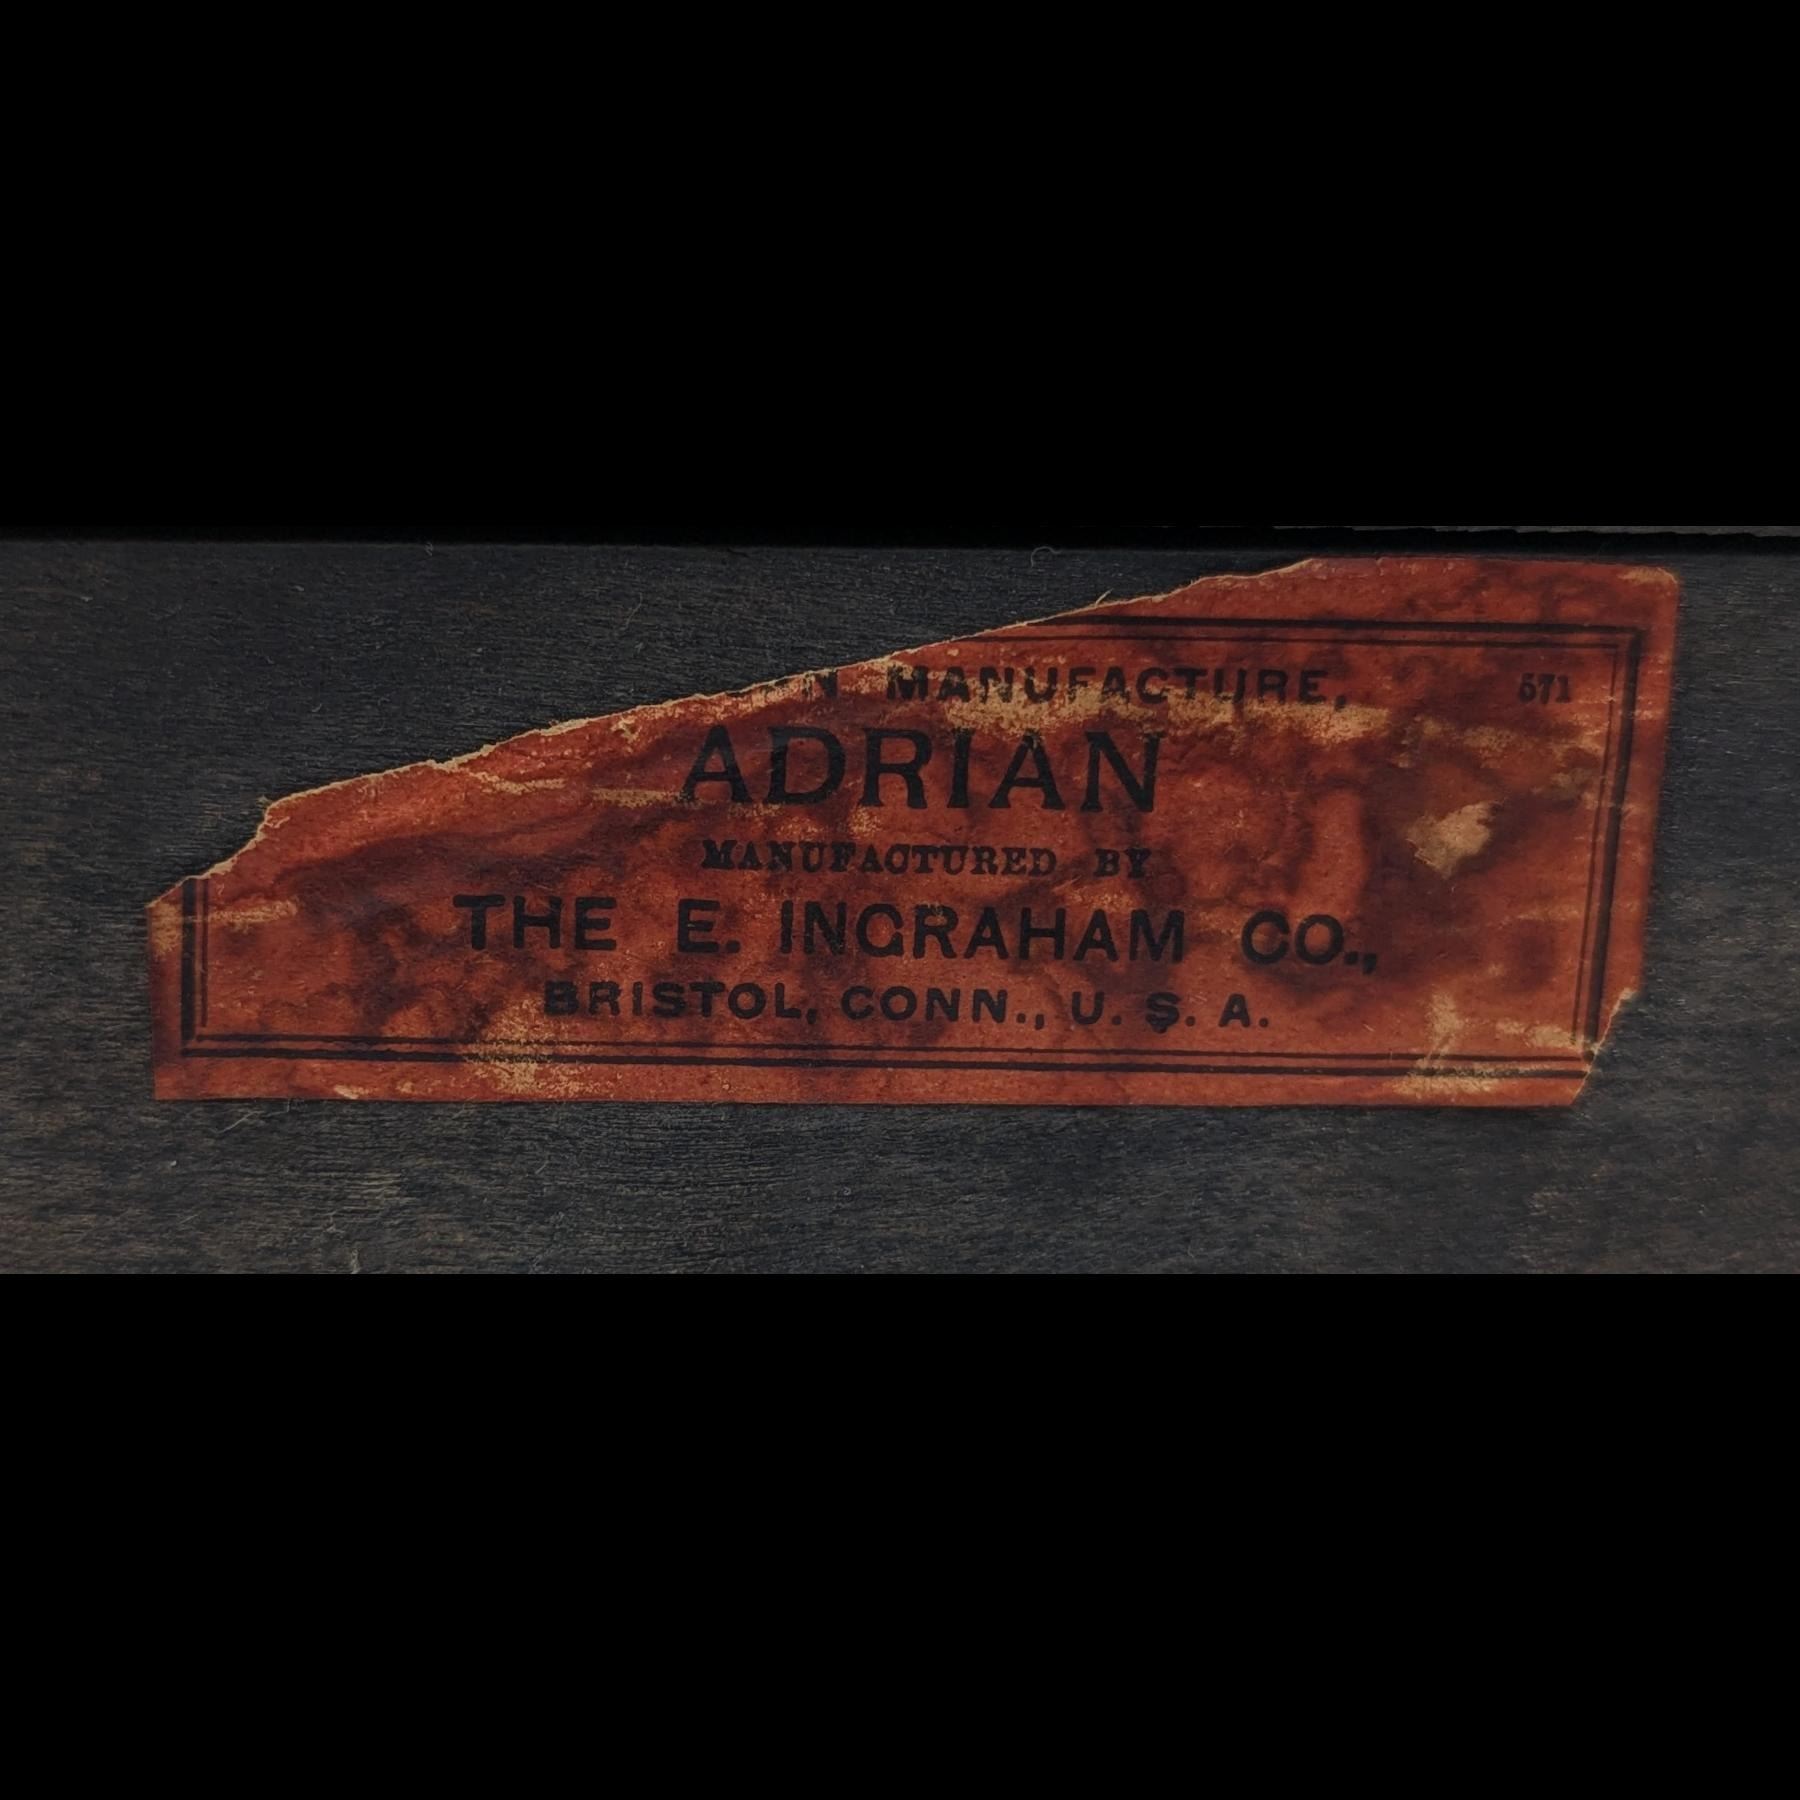 MANUFACTURE, 571
ADRIAN
MANUFACTURED BY
THE E. INGRAHAM CO.,
BRISTOL, CONN., U. S. A.